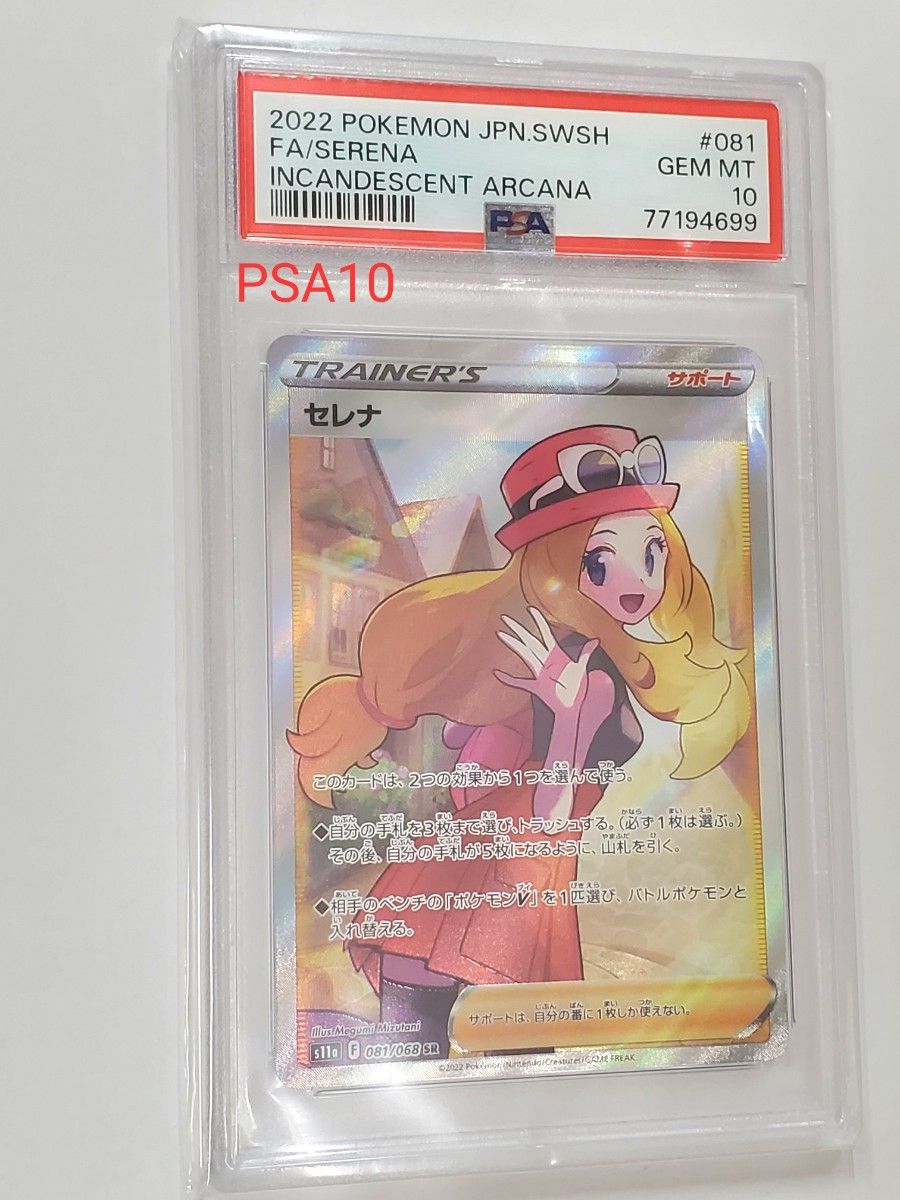 2022 POKEMON JPN.SWSH #081
FA/SERENA GEM MT
INCANDESCENT ARCANA 10
77194699
PSA
PSA10
TRAINER'S サポート
セレナ
このカードは、2つの効果から1つを選んで使う。
◆自分の手札を3枚まで選び、トラッシュする。(必ず1枚は選ぶ。)
その後、自分の手札が5枚になるように、山札を引く。
◆相手のベンチの「ポケモンV」を1匹選び、バトルポケモンと
入れ替える。
サポートは、自分の番に1枚しか使えない。
Illus. Megumi Mizutani
s11a F 081/068 SR
©2022 Pokémon/Nintendo/Creatures/GAME FREAK